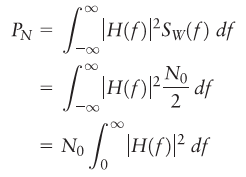 P_N = ∫_{-∞}^{∞} |H(f)|² S_W(f) df
= ∫_{-∞}^{∞} |H(f)|² N_0/2 df
= N_0 ∫_0^∞ |H(f)|² df